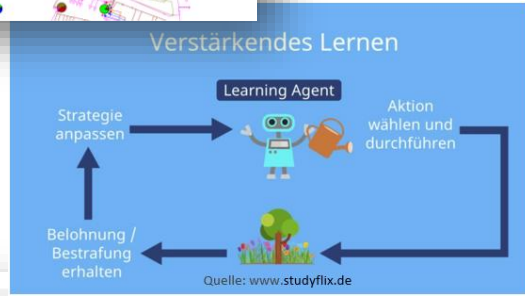 Verstärkendes Lernen
Learning Agent
Aktion
wählen und
durchführen
Strategie
anpassen
Belohnung /
Bestrafung
erhalten
Quelle: www.studyflix.de